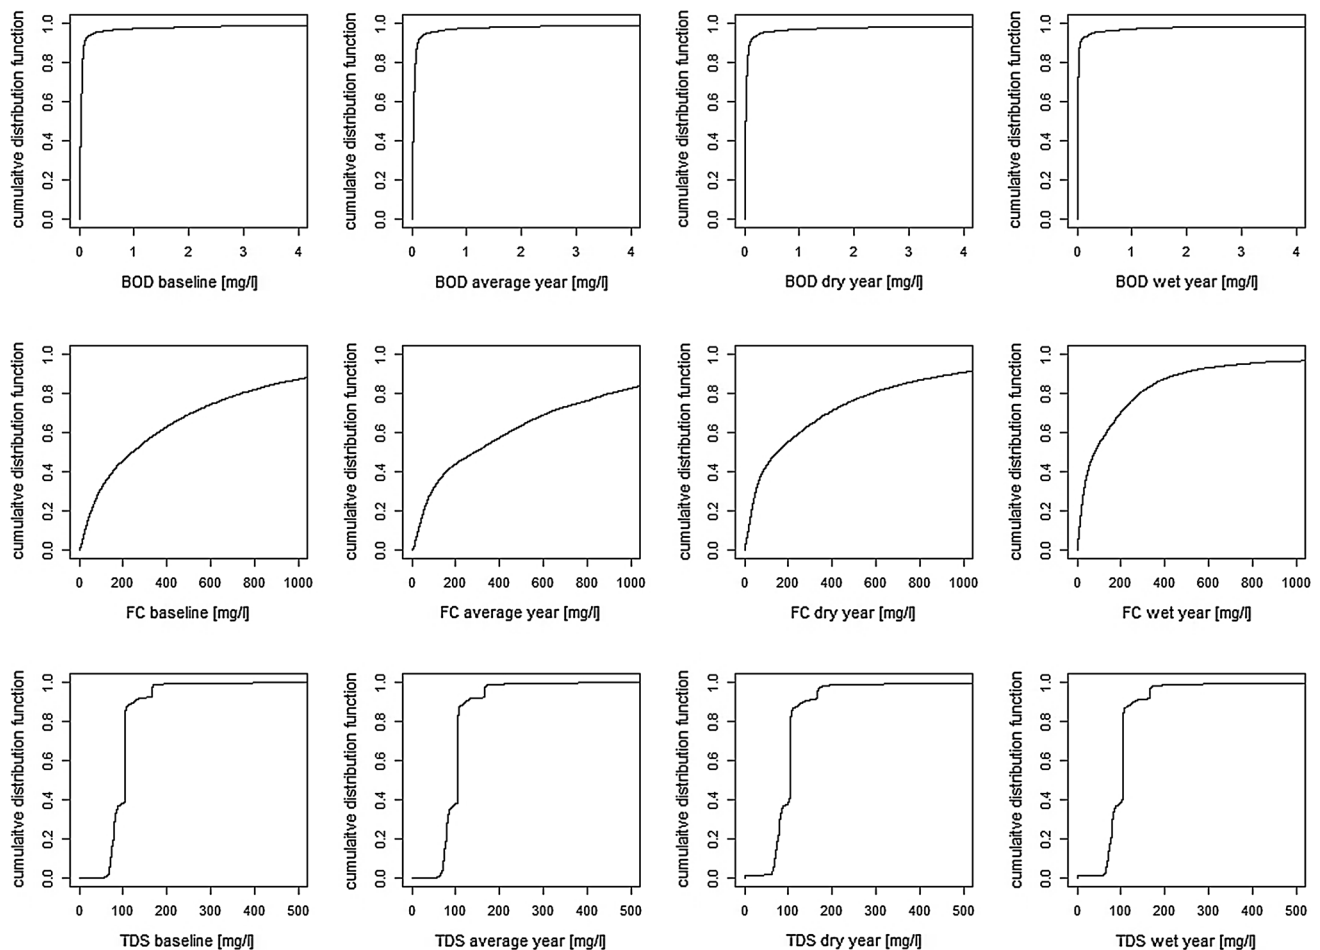 cumulaitve distribution function
0.0 0.2 0.4 0.6 0.8 1.0
0 1 2 3 4
BOD baseline [mg/l]
cumulaitve distribution function
0.0 0.2 0.4 0.6 0.8 1.0
0 1 2 3 4
BOD average year [mg/l]
cumulaitve distribution function
0.0 0.2 0.4 0.6 0.8 1.0
0 1 2 3 4
BOD dry year [mg/l]
cumulaitve distribution function
0.0 0.2 0.4 0.6 0.8 1.0
0 1 2 3 4
BOD wet year [mg/l]
cumulaitve distribution function
0.0 0.2 0.4 0.6 0.8 1.0
0 200 400 600 800 1000
FC baseline [mg/l]
cumulaitve distribution function
0.0 0.2 0.4 0.6 0.8 1.0
0 200 400 600 800 1000
FC average year [mg/l]
cumulaitve distribution function
0.0 0.2 0.4 0.6 0.8 1.0
0 200 400 600 800 1000
FC dry year [mg/l]
cumulaitve distribution function
0.0 0.2 0.4 0.6 0.8 1.0
0 200 400 600 800 1000
FC wet year [mg/l]
cumulaitve distribution function
0.0 0.2 0.4 0.6 0.8 1.0
0 100 200 300 400 500
TDS baseline [mg/l]
cumulaitve distribution function
0.0 0.2 0.4 0.6 0.8 1.0
0 100 200 300 400 500
TDS average year [mg/l]
cumulaitve distribution function
0.0 0.2 0.4 0.6 0.8 1.0
0 100 200 300 400 500
TDS dry year [mg/l]
cumulaitve distribution function
0.0 0.2 0.4 0.6 0.8 1.0
0 100 200 300 400 500
TDS wet year [mg/l]